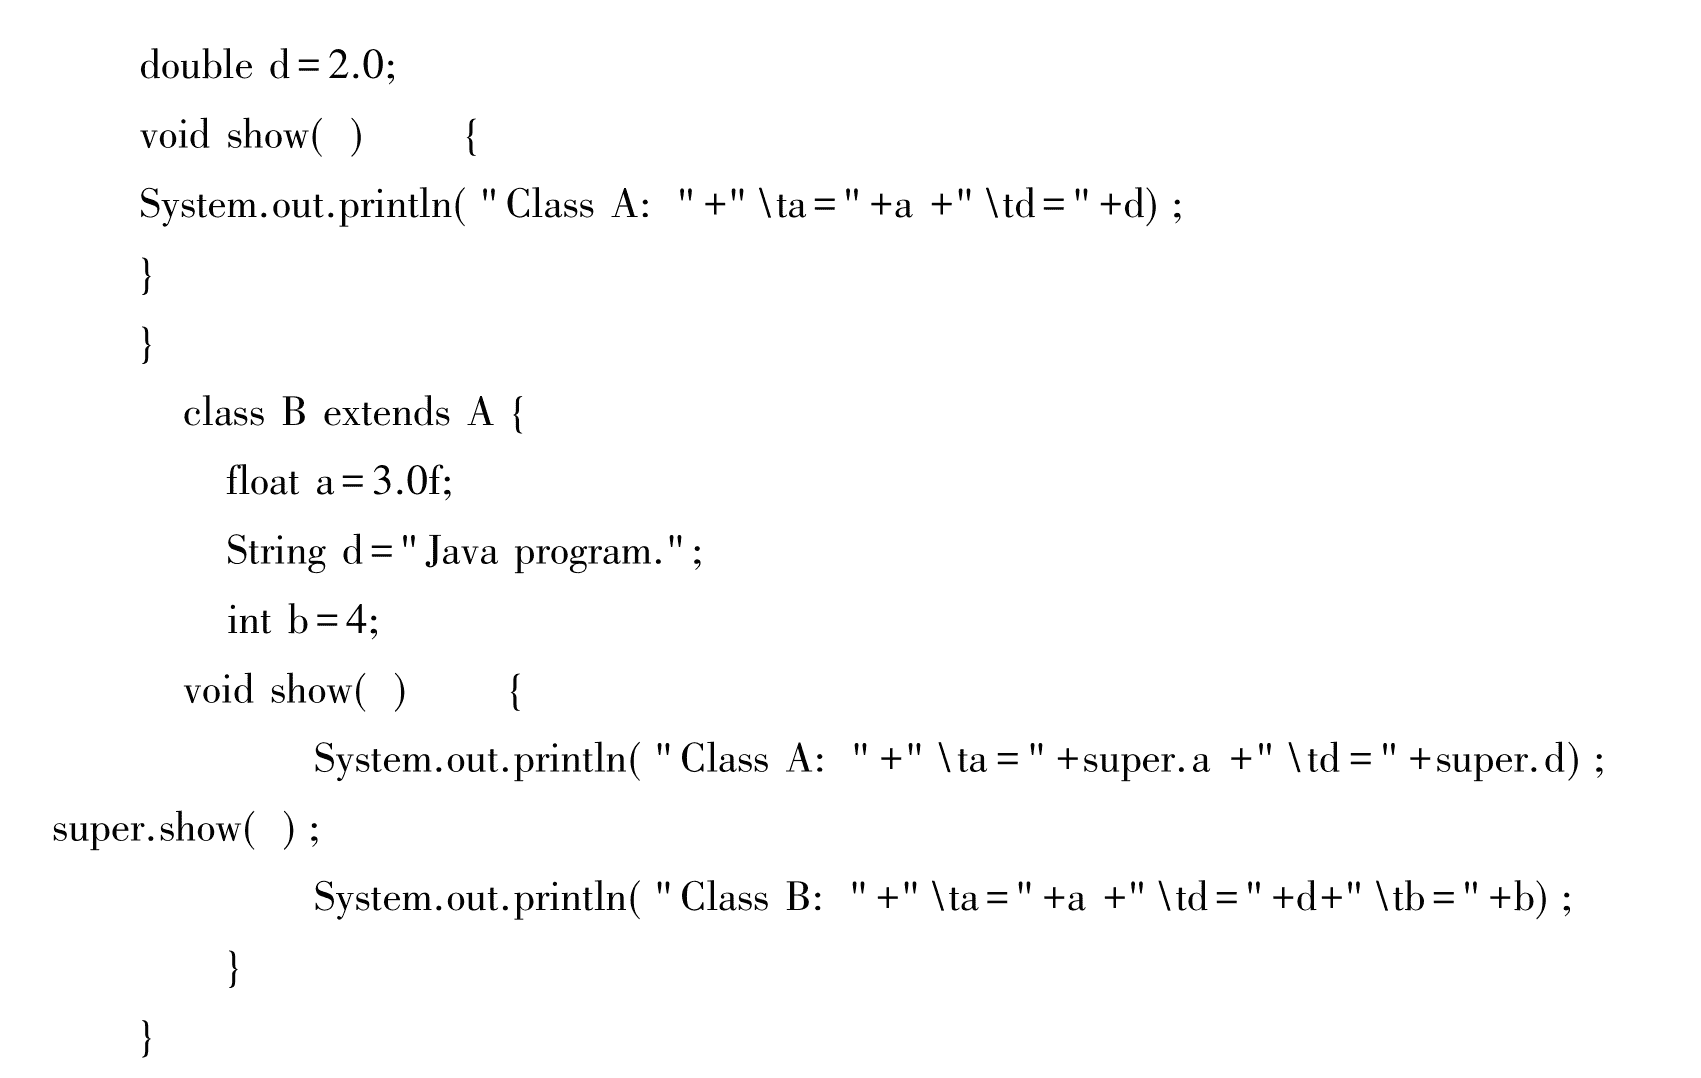 double d=2.0;
void show( ) {
System.out.println( "Class A: "+" \ta="+a +" \td="+d) ;
}
}
class B extends A {
float a=3.0f;
String d="Java program.";
int b=4;
void show( ) {
System.out.println( "Class A: "+" \ta="+super.a +" \td="+super.d) ;
super.show( ) ;
System.out.println( "Class B: "+" \ta="+a +" \td="+d+" \tb="+b) ;
}
}